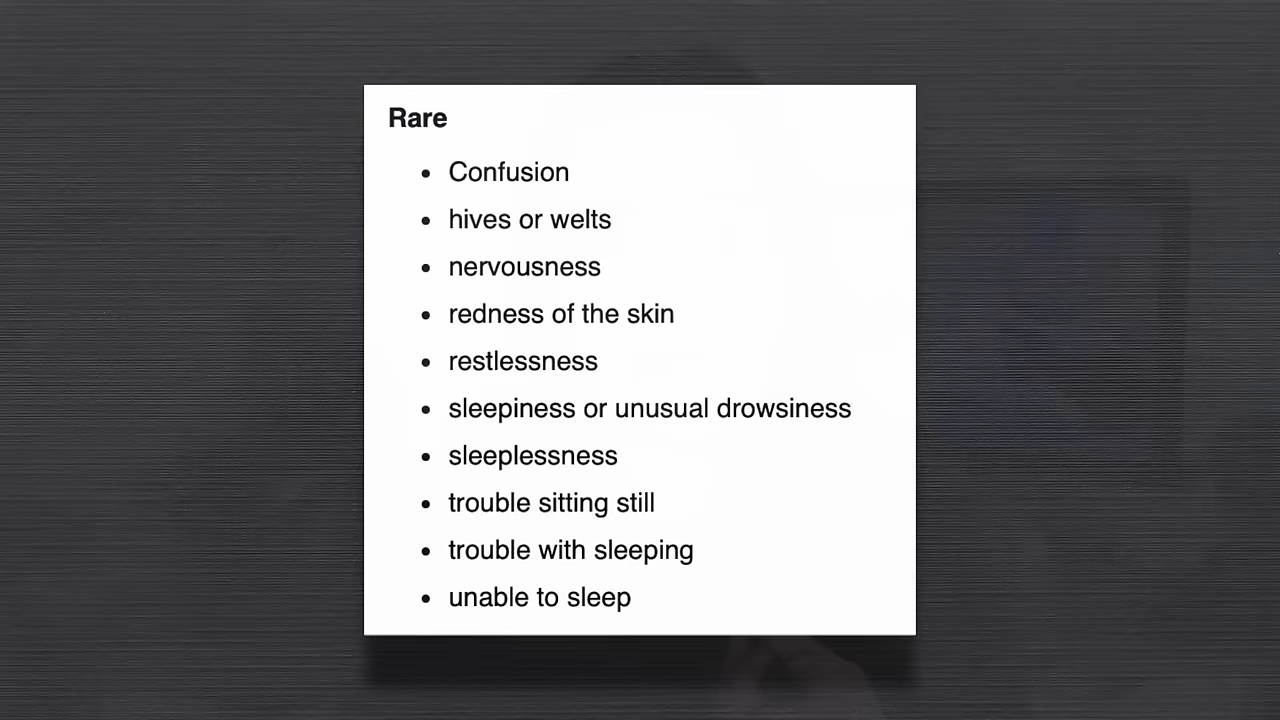 Rare
• Confusion
• hives or welts
• nervousness
• redness of the skin
• restlessness
• sleepiness or unusual drowsiness
• sleeplessness
• trouble sitting still
• trouble with sleeping
• unable to sleep